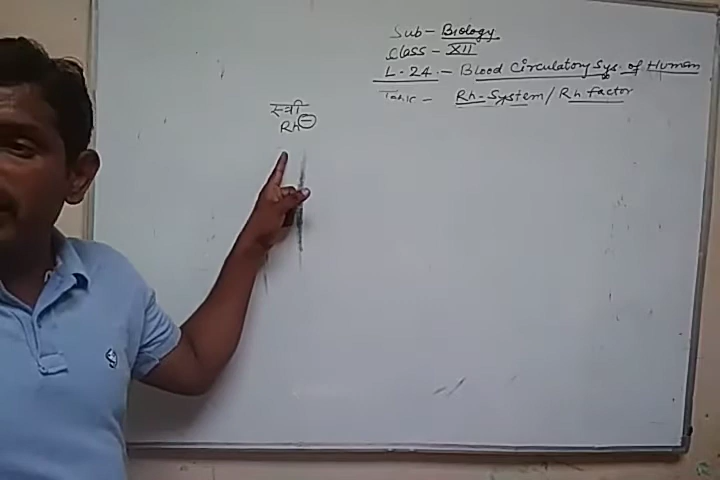 Sub- Biology
Class - XII
L-24. - Blood Circulatory Sys. of Human
Topic - Rh-System/Rh factor
स्त्री
Rh⊖